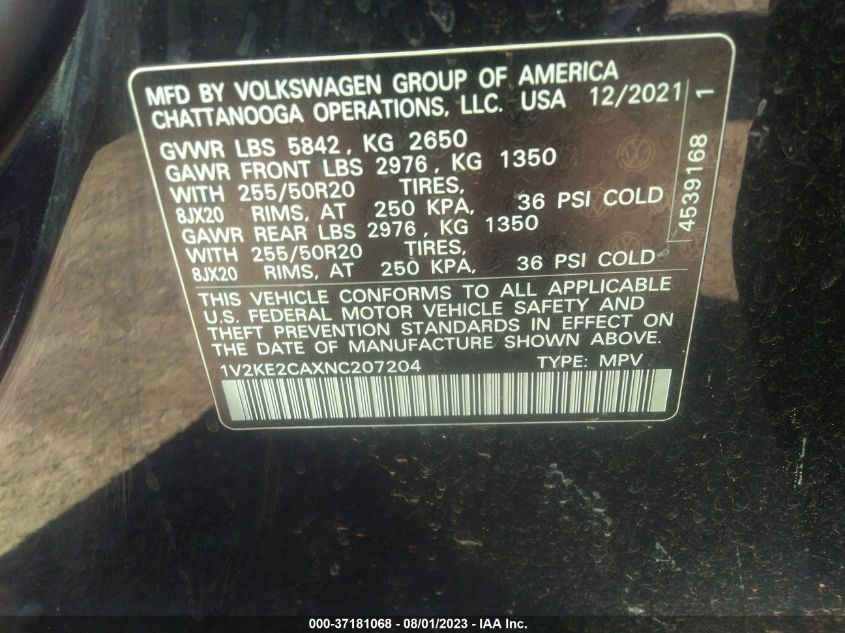 MFD BY VOLKSWAGEN GROUP OF AMERICA
CHATTANOOGA OPERATIONS, LLC. USA 12/2021
GVWR LBS 5842, KG 2650
GAWR FRONT LBS 2976, KG 1350
WITH 255/50R20 TIRES,
8JX20 RIMS, AT 250 KPA, 36 PSI COLD
GAWR REAR LBS 2976, KG 1350
WITH 255/50R20 TIRES,
8JX20 RIMS, AT 250 KPA, 36 PSI COLD
4539168 1
THIS VEHICLE CONFORMS TO ALL APPLICABLE
U.S. FEDERAL MOTOR VEHICLE SAFETY AND
THEFT PREVENTION STANDARDS IN EFFECT ON
THE DATE OF MANUFACTURE SHOWN ABOVE.
1V2KE2CAXNC207204 TYPE: MPV
000-37181068 - 08/01/2023 - Copyright © IAA, Inc.